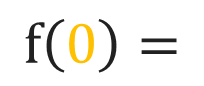 f(0) =